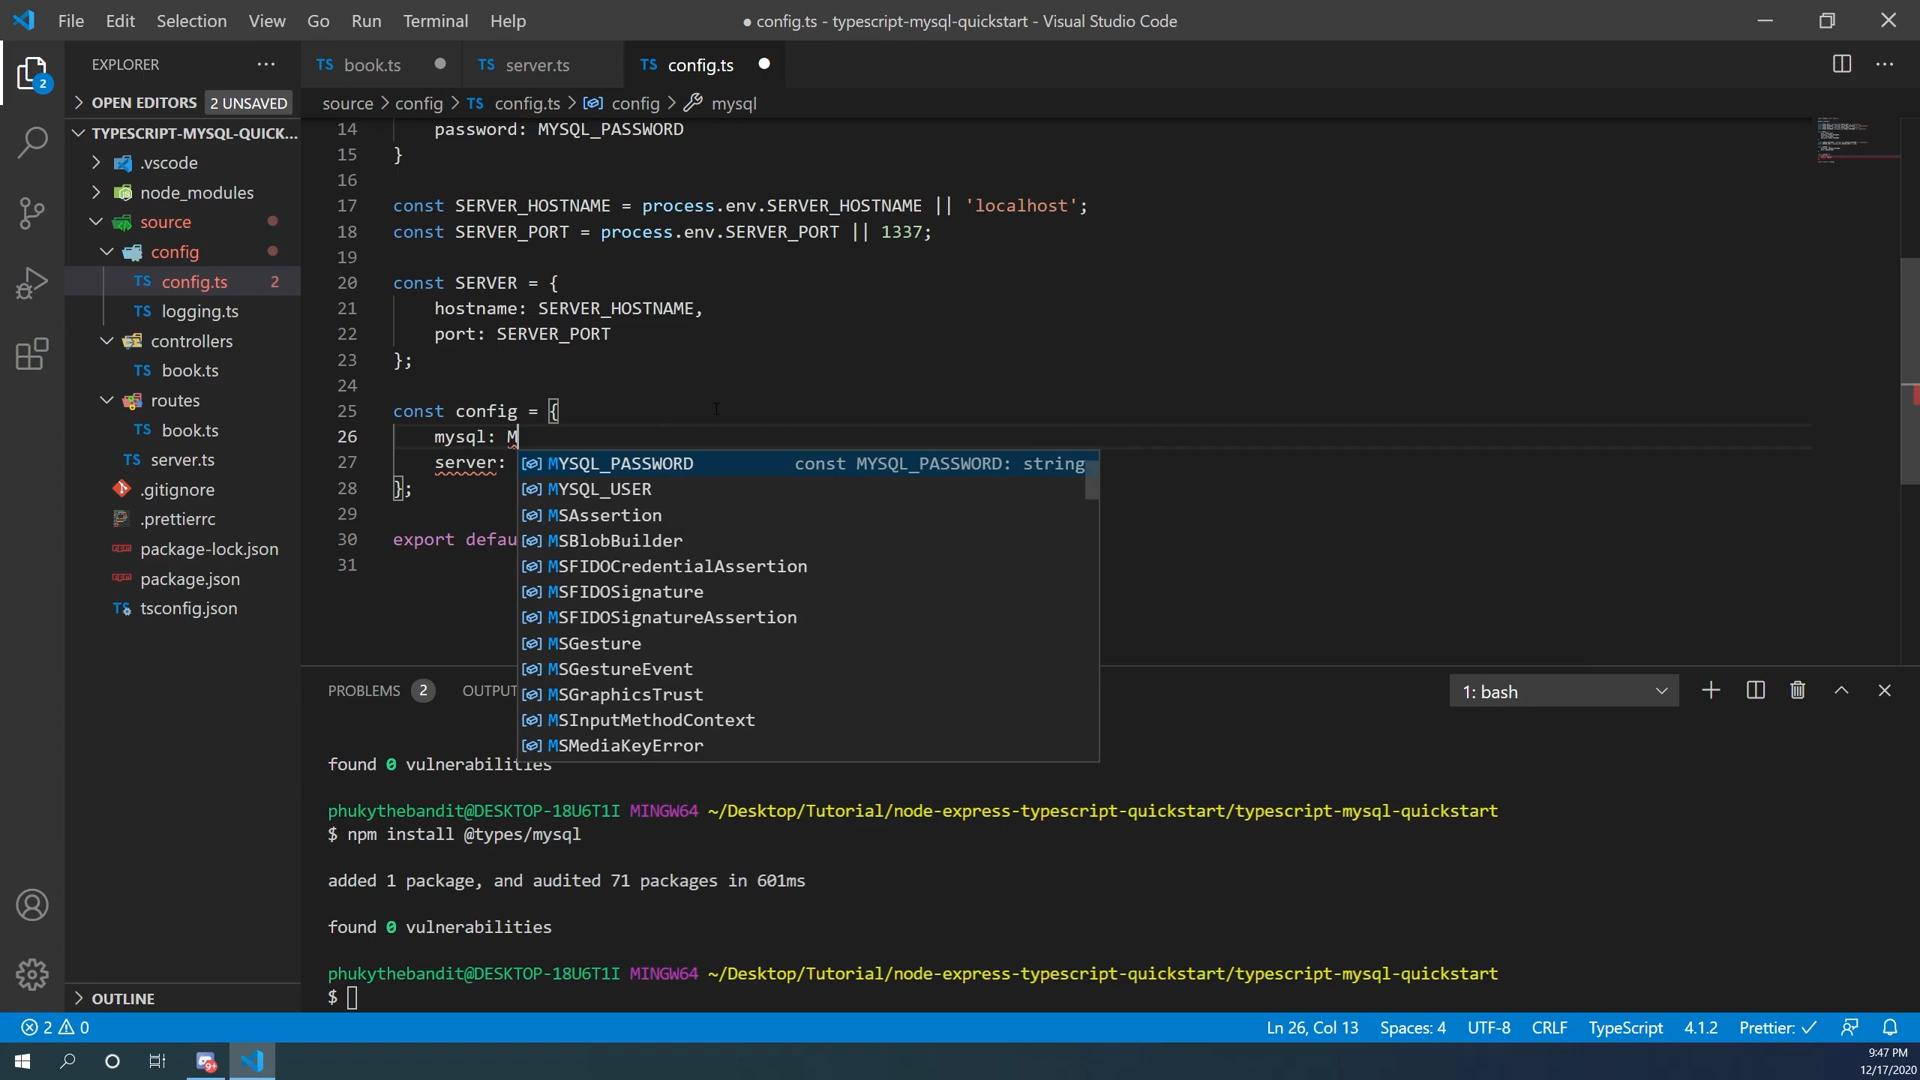 File Edit Selection View Go Run Terminal Help
● config.ts - typescript-mysql-quickstart - Visual Studio Code
EXPLORER
TS book.ts
TS server.ts
TS config.ts
2
OPEN EDITORS 2 UNSAVED
source > config > TS config.ts > config > mysql
TYPESCRIPT-MYSQL-QUICK...
.vscode
node_modules
source
config
TS config.ts 2
TS logging.ts
controllers
TS book.ts
routes
TS book.ts
TS server.ts
.gitignore
.prettierrc
package-lock.json
package.json
tsconfig.json
OUTLINE
14 password: MYSQL_PASSWORD
15 }
16
17 const SERVER_HOSTNAME = process.env.SERVER_HOSTNAME || 'localhost';
18 const SERVER_PORT = process.env.SERVER_PORT || 1337;
19
20 const SERVER = {
21 hostname: SERVER_HOSTNAME,
22 port: SERVER_PORT
23 };
24
25 const config = {
26 mysql: M
27 server:
28 };
29
30 export defau
31
MYSQL_PASSWORD const MYSQL_PASSWORD: string
MYSQL_USER
MSAssertion
MSBlobBuilder
MSFIDOCredentialAssertion
MSFIDOSignature
MSFIDOSignatureAssertion
MSGesture
MSGestureEvent
MSGraphicsTrust
MSInputMethodContext
MSMediaKeyError
PROBLEMS 2 OUTPUT
1: bash
found 0 vulnerabilities
phukythebandit@DESKTOP-18U6T1I MINGW64 ~/Desktop/Tutorial/node-express-typescript-quickstart/typescript-mysql-quickstart
$ npm install @types/mysql
added 1 package, and audited 71 packages in 601ms
found 0 vulnerabilities
phukythebandit@DESKTOP-18U6T1I MINGW64 ~/Desktop/Tutorial/node-express-typescript-quickstart/typescript-mysql-quickstart
$
2 0
Ln 26, Col 13 Spaces: 4 UTF-8 CRLF TypeScript 4.1.2 Prettier: ✓
9:47 PM
12/17/2020